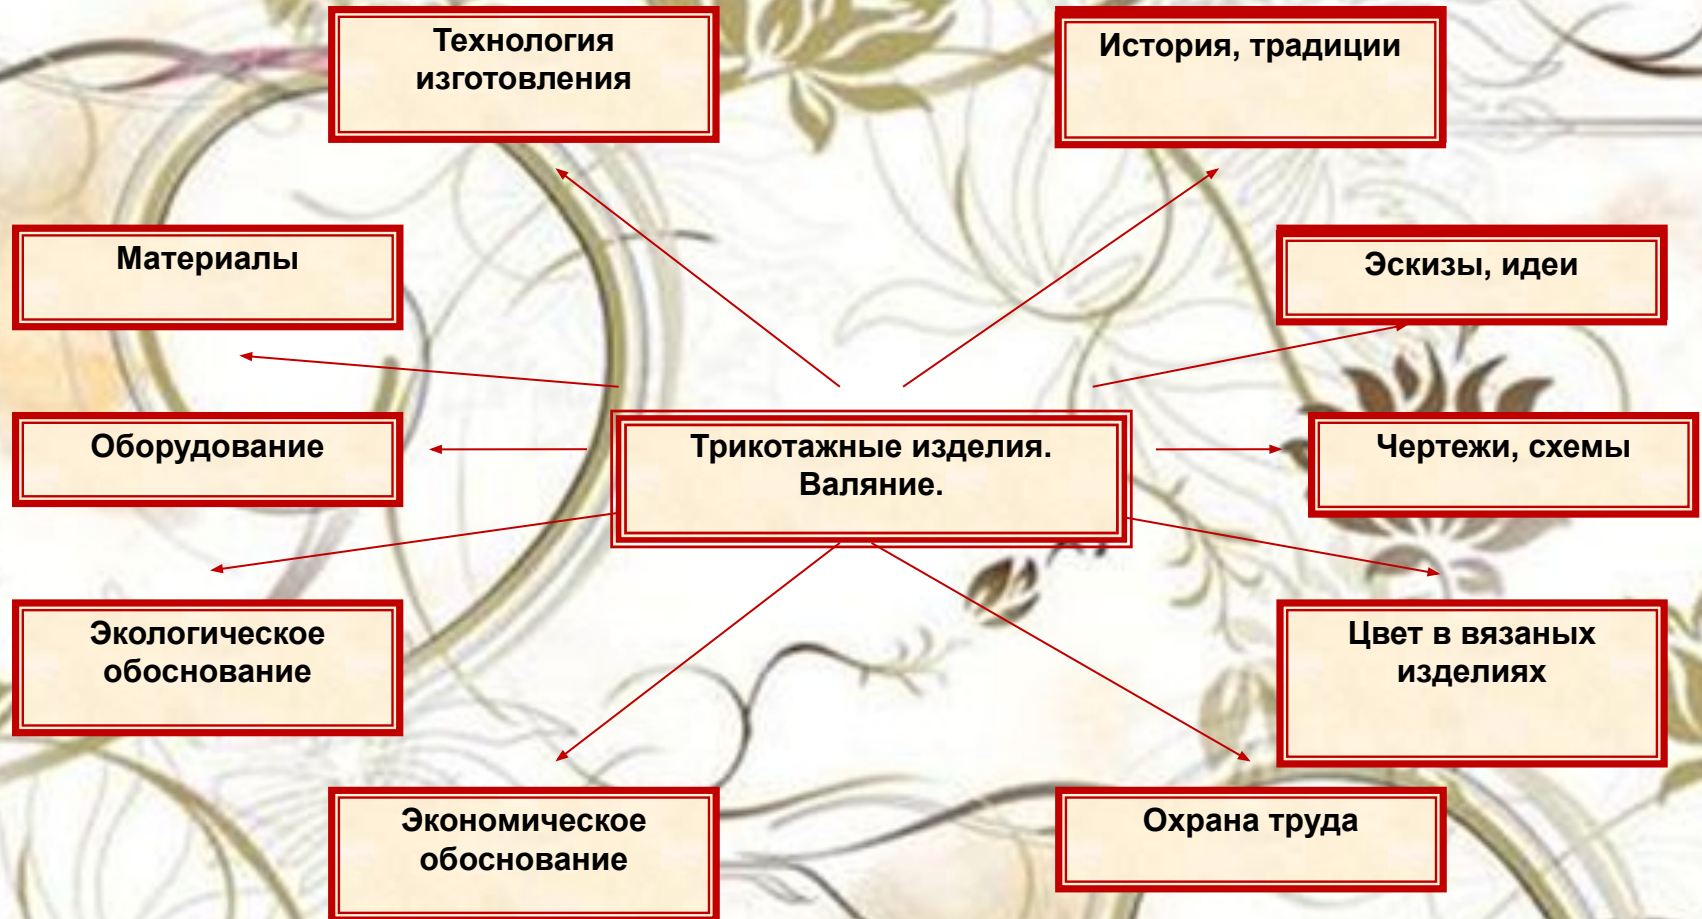 Технология
изготовления
История, традиции
Материалы
Эскизы, идеи
Оборудование
Трикотажные изделия.
Валяние.
Чертежи, схемы
Экологическое
обоснование
Цвет в вязаных
изделиях
Экономическое
обоснование
Охрана труда